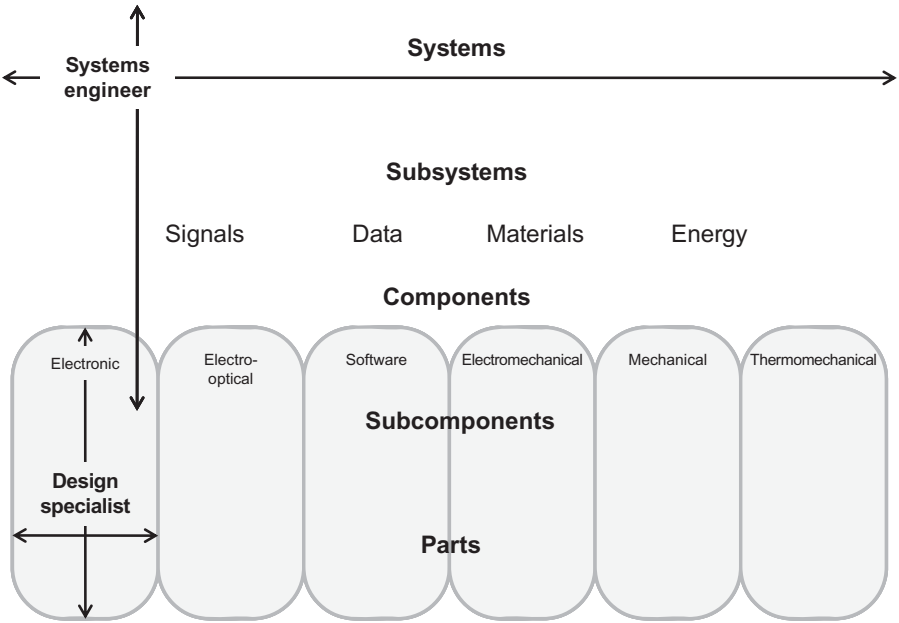 Systems
Systems
engineer
Subsystems
Signals Data Materials Energy
Components
Electronic Electro- Software Electromechanical Mechanical Thermomechanical
optical
Subcomponents
Design
specialist
Parts